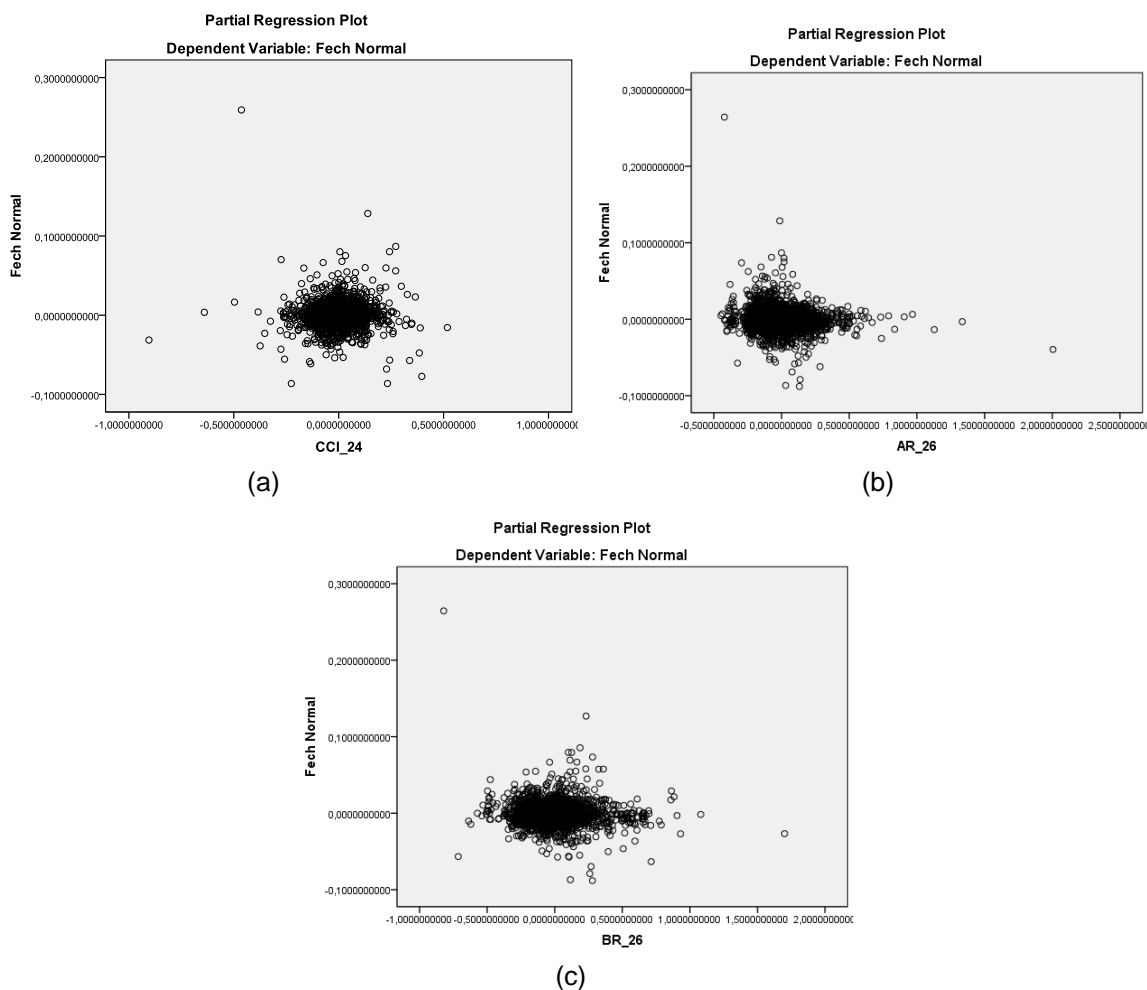 Partial Regression Plot
Dependent Variable: Fech Normal
0,3000000000
0,2000000000
0,1000000000
0,0000000000
-0,1000000000
Fech Normal
-1,0000000000 -0,5000000000 0,0000000000 0,5000000000 1,000000000
CCI_24
(a)
Partial Regression Plot
Dependent Variable: Fech Normal
0,3000000000
0,2000000000
0,1000000000
0,0000000000
-0,1000000000
Fech Normal
-0,5000000000 0,0000000000 0,5000000000 1,0000000000 1,5000000000 2,0000000000 2,500000000
AR_26
(b)
Partial Regression Plot
Dependent Variable: Fech Normal
0,3000000000
0,2000000000
0,1000000000
0,0000000000
-0,1000000000
Fech Normal
-1,0000000000 -0,5000000000 0,0000000000 0,5000000000 1,0000000000 1,5000000000 2,000000000
BR_26
(c)